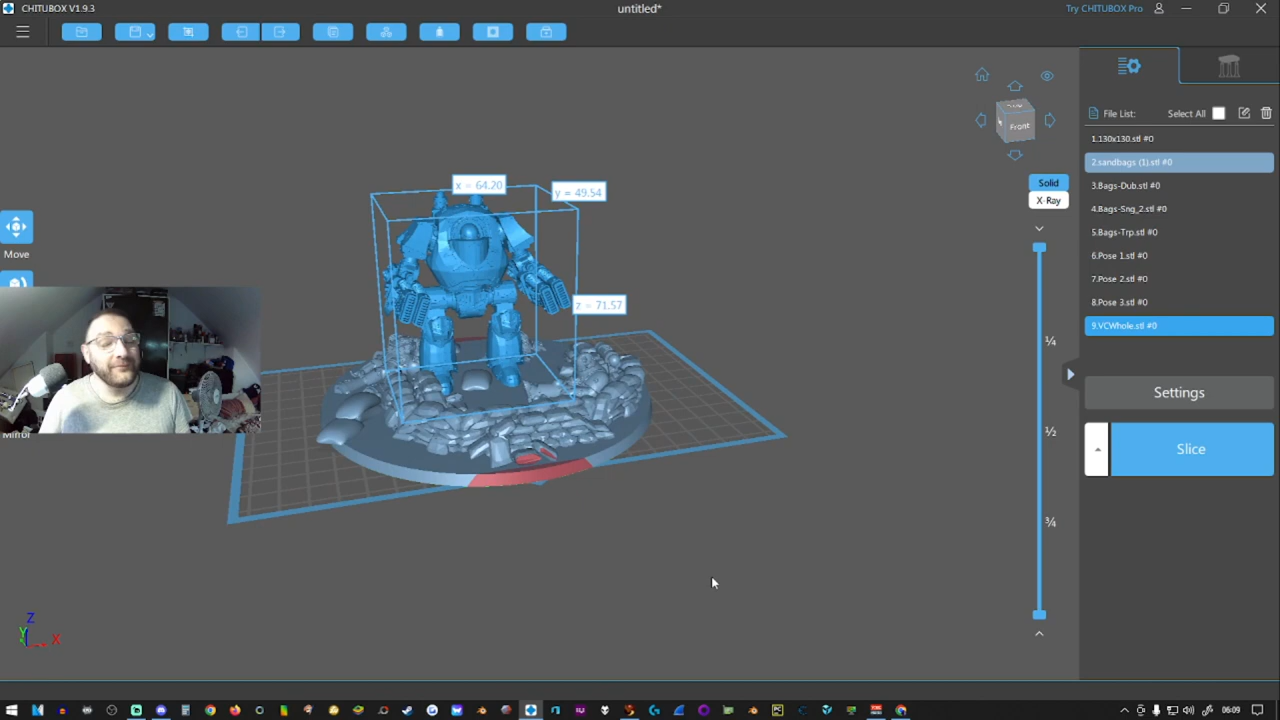 CHITUBOX V1.9.3
untitled*
Try CHITUBOX Pro
File List:
Select All
1.130x130.stl #0
2.sandbags (1).stl #0
3.Bags-Dub.stl #0
4.Bags-Sng_2.stl #0
5.Bags-Trp.stl #0
6.Pose 1.stl #0
7.Pose 2.stl #0
8.Pose 3.stl #0
9.VCWhole.stl #0
Settings
Slice
Front
Solid
X-Ray
¼
½
¾
x = 64.20
y = 49.54
z = 71.57
Move
Mirror
Z
Y
X
06:09